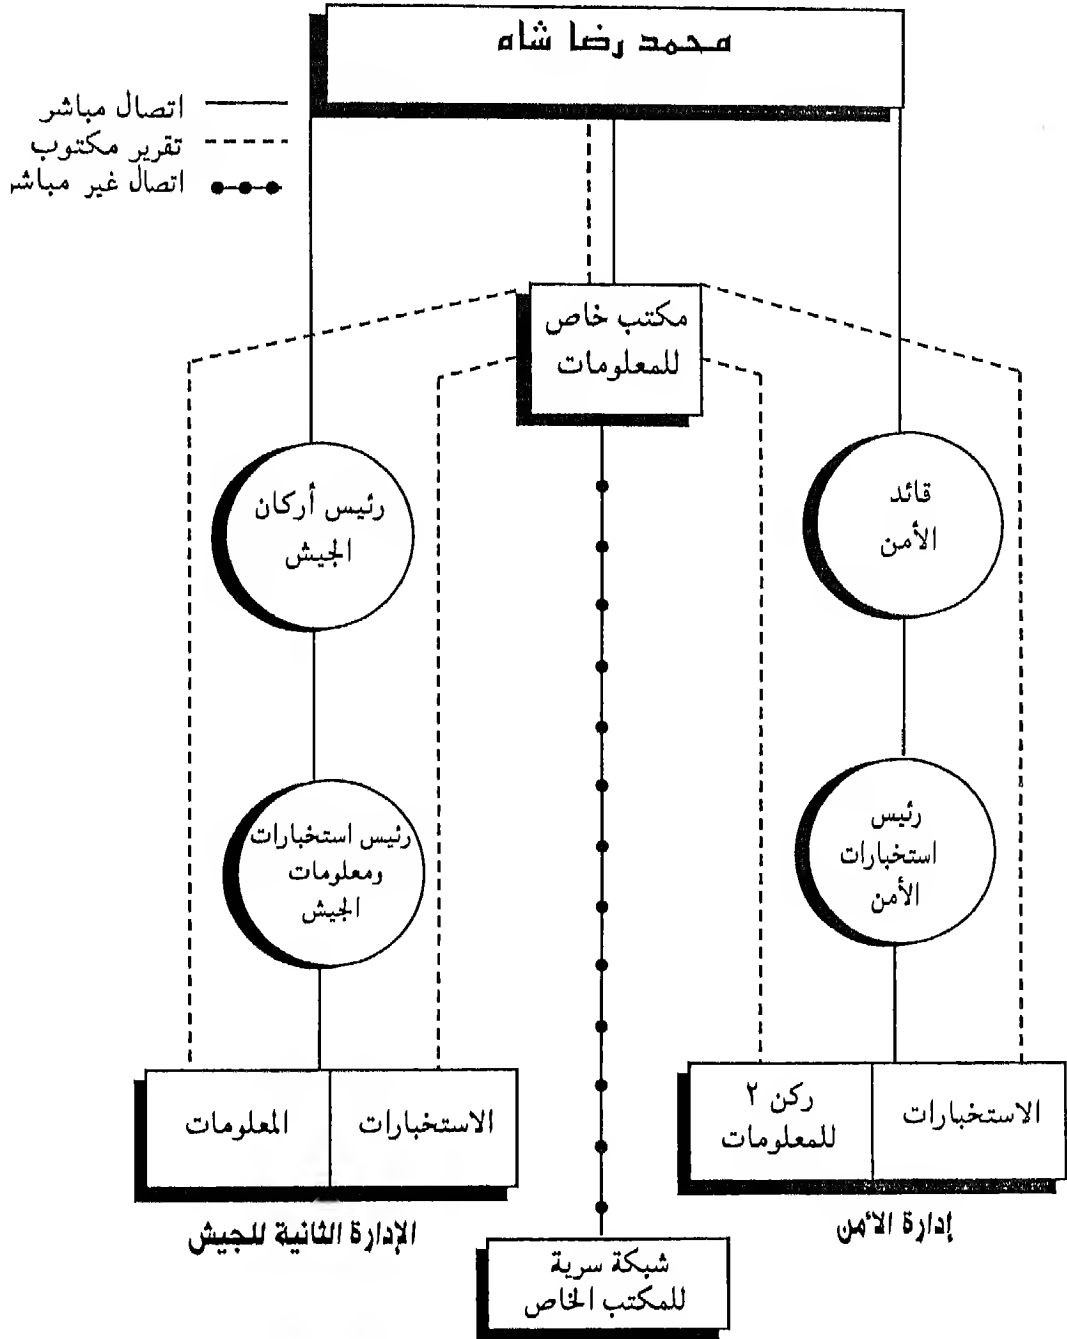 محمد رضا شاه
اتصال مباشر
تقرير مكتوب
اتصال غير مباشر
مكتب خاص
للمعلومات
قائد
الأمن
رئيس أركان
الجيش
رئيس
استخبارات
الأمن
رئيس استخبارات
ومعلومات
الجيش
الاستخبارات
ركن ٢
للمعلومات
الاستخبارات
المعلومات
إدارة الأمن
الإدارة الثانية للجيش
شبكة سرية
للمكتب الخاص